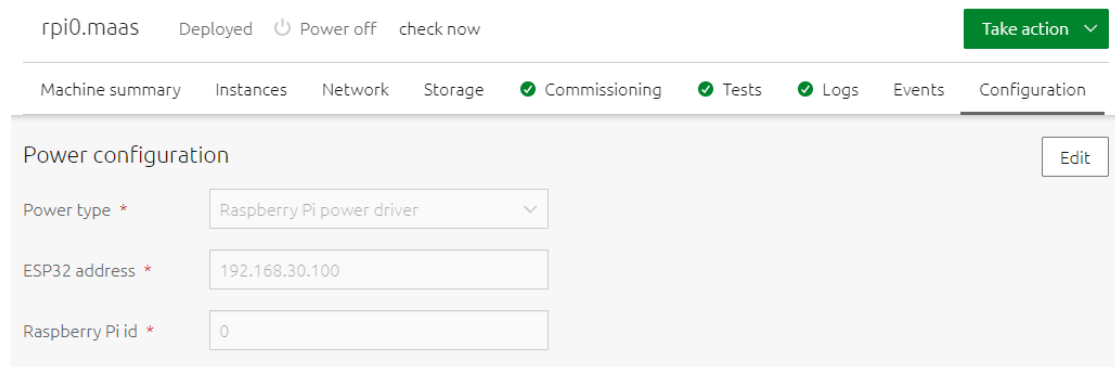 rpi0.maas Deployed Power off check now Take action
Machine summary Instances Network Storage Commissioning Tests Logs Events Configuration
Power configuration Edit
Power type * Raspberry Pi power driver
ESP32 address * 192.168.30.100
Raspberry Pi id * 0